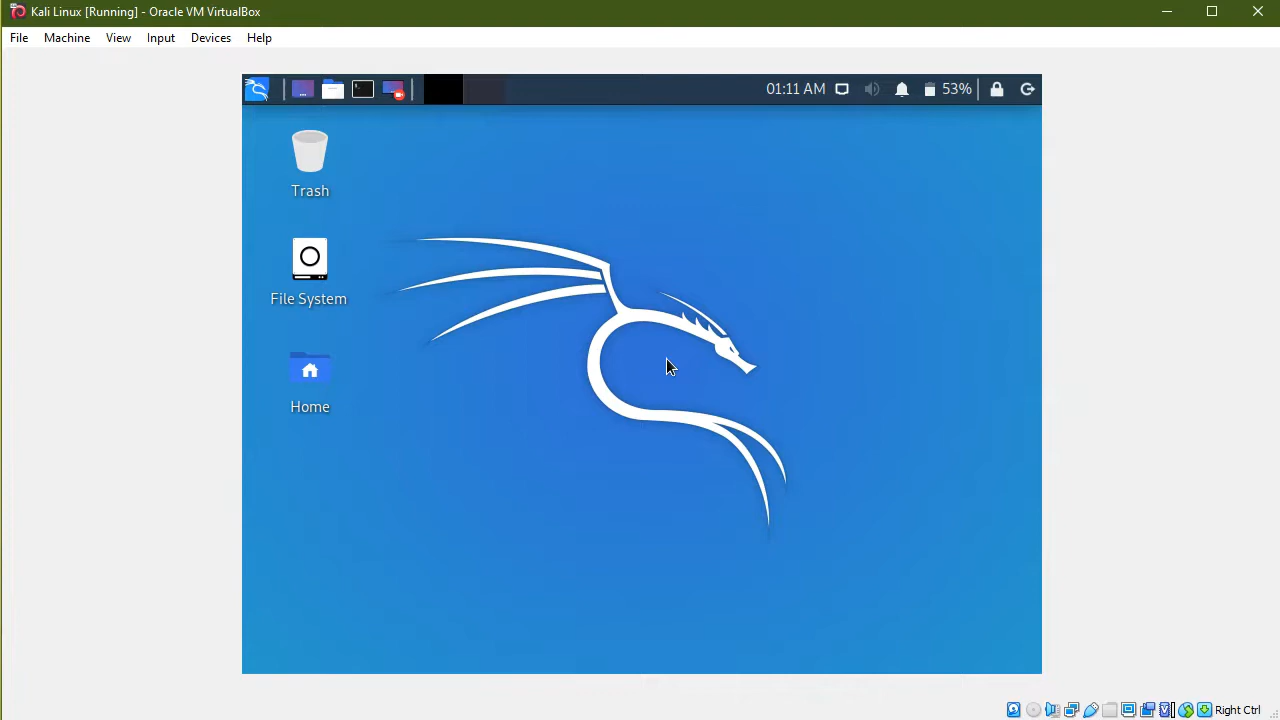 Kali Linux [Running] - Oracle VM VirtualBox
File Machine View Input Devices Help
01:11 AM 53%
Trash
File System
Home
Right Ctrl